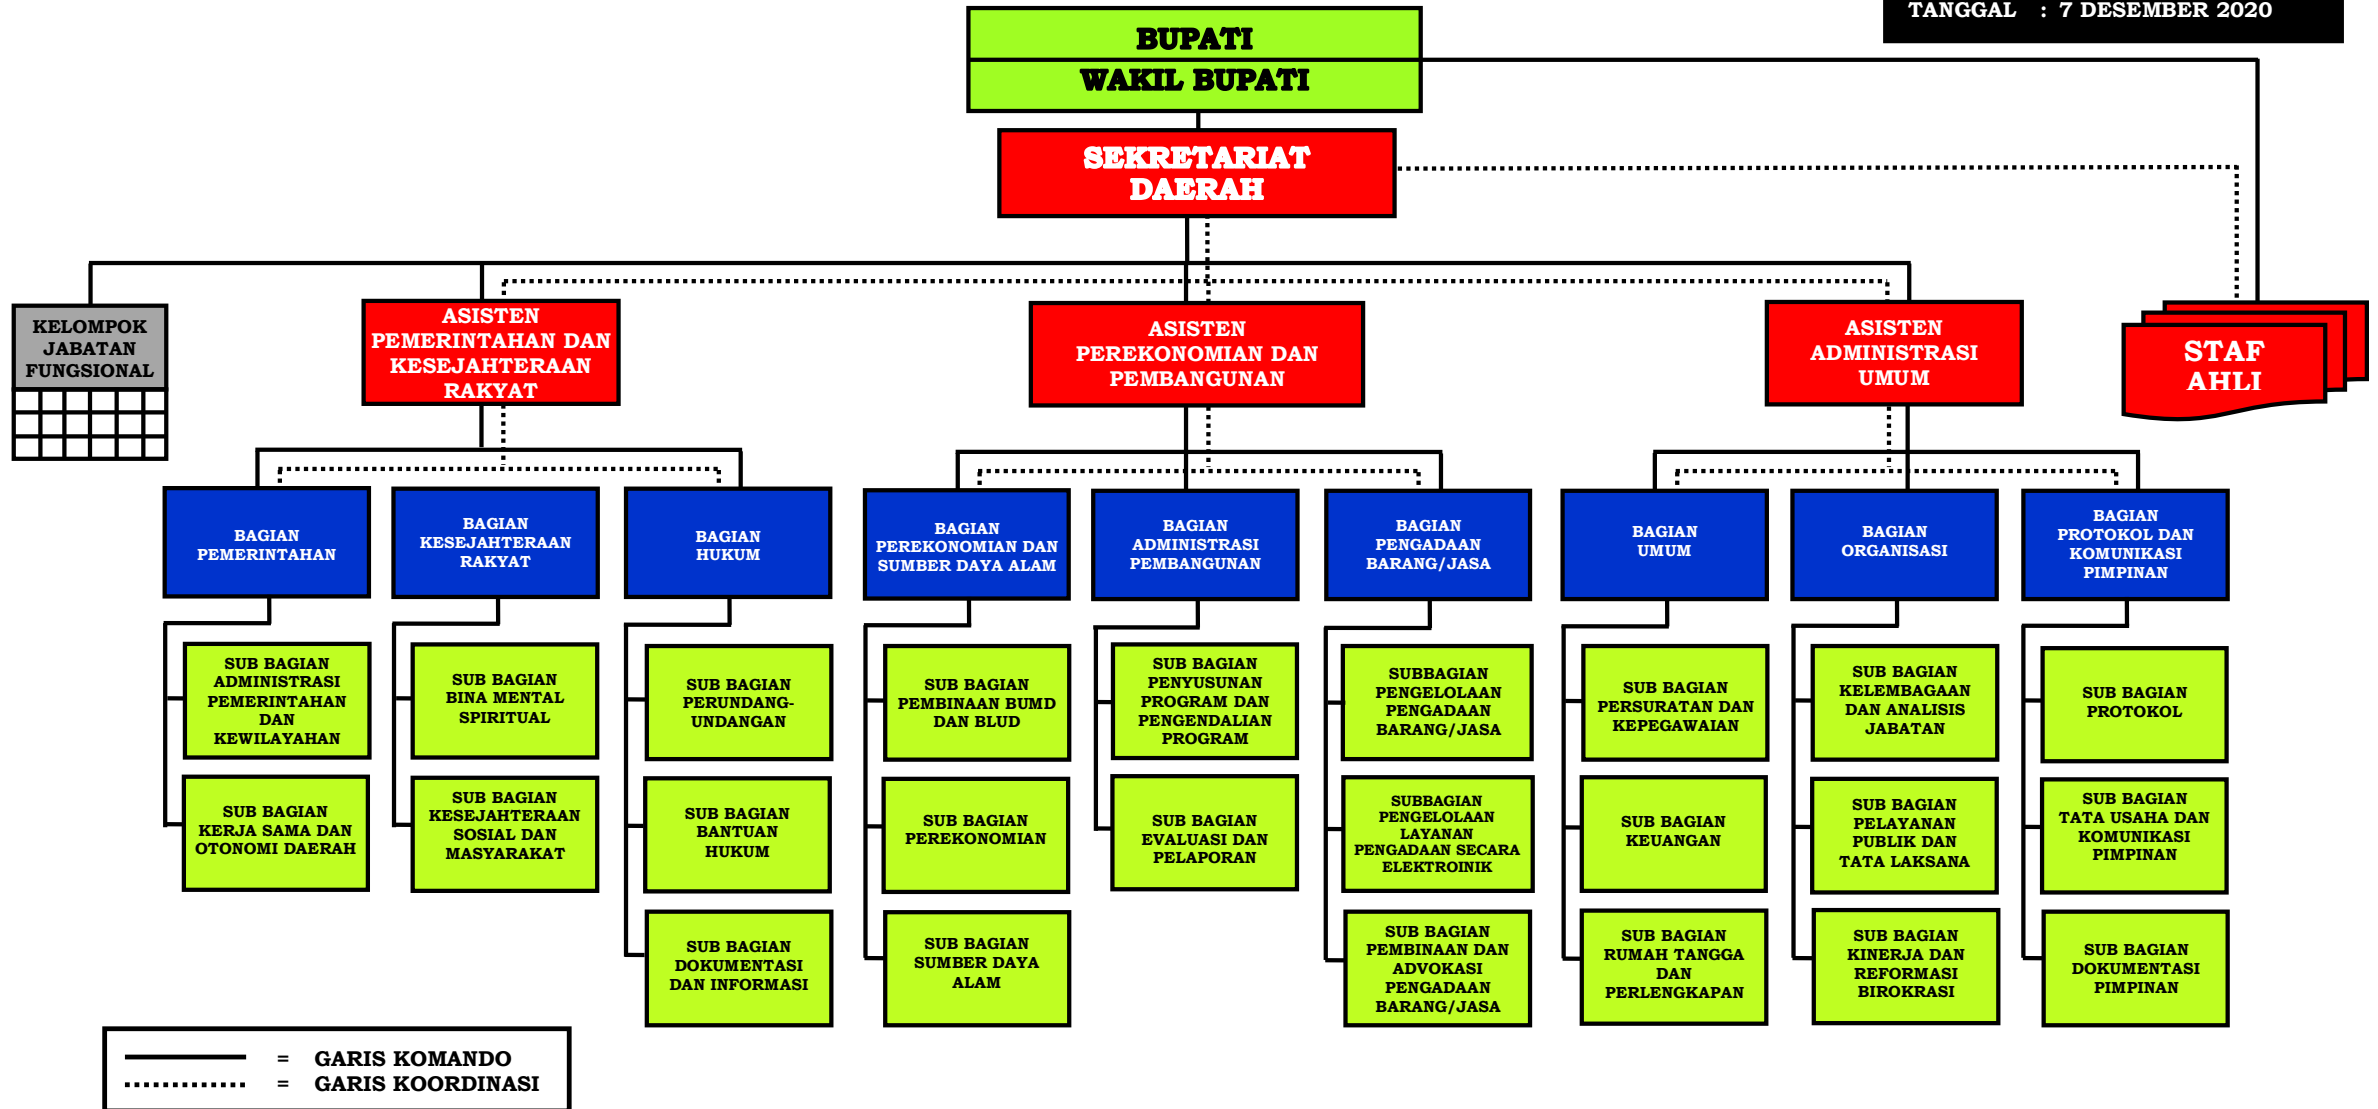 TANGGAL : 7 DESEMBER 2020
BUPATI
WAKIL BUPATI
SEKRETARIAT
DAERAH
KELOMPOK
JABATAN
FUNGSIONAL
ASISTEN
PEMERINTAHAN DAN
KESEJAHTERAAN
RAKYAT
ASISTEN
PEREKONOMIAN DAN
PEMBANGUNAN
ASISTEN
ADMINISTRASI
UMUM
STAF
AHLI
BAGIAN
PEMERINTAHAN
BAGIAN
KESEJAHTERAAN
RAKYAT
BAGIAN
HUKUM
BAGIAN
PEREKONOMIAN DAN
SUMBER DAYA ALAM
BAGIAN
ADMINISTRASI
PEMBANGUNAN
BAGIAN
PENGADAAN
BARANG/JASA
BAGIAN
UMUM
BAGIAN
ORGANISASI
BAGIAN
PROTOKOL DAN
KOMUNIKASI
PIMPINAN
SUB BAGIAN
ADMINISTRASI
PEMERINTAHAN
DAN
KEWILAYAHAN
SUB BAGIAN
BINA MENTAL
SPIRITUAL
SUB BAGIAN
PERUNDANG-
UNDANGAN
SUB BAGIAN
PEMBINAAN BUMD
DAN BLUD
SUB BAGIAN
PENYUSUNAN
PROGRAM DAN
PENGENDALIAN
PROGRAM
SUBBAGIAN
PENGELOLAAN
PENGADAAN
BARANG/JASA
SUB BAGIAN
PERSURATAN DAN
KEPEGAWAIAN
SUB BAGIAN
KELEMBAGAAN
DAN ANALISIS
JABATAN
SUB BAGIAN
PROTOKOL
SUB BAGIAN
KERJA SAMA DAN
OTONOMI DAERAH
SUB BAGIAN
KESEJAHTERAAN
SOSIAL DAN
MASYARAKAT
SUB BAGIAN
BANTUAN
HUKUM
SUB BAGIAN
PEREKONOMIAN
SUB BAGIAN
EVALUASI DAN
PELAPORAN
SUBBAGIAN
PENGELOLAAN
LAYANAN
PENGADAAN SECARA
ELEKTROINIK
SUB BAGIAN
KEUANGAN
SUB BAGIAN
PELAYANAN
PUBLIK DAN
TATA LAKSANA
SUB BAGIAN
TATA USAHA DAN
KOMUNIKASI
PIMPINAN
SUB BAGIAN
DOKUMENTASI
DAN INFORMASI
SUB BAGIAN
SUMBER DAYA
ALAM
SUB BAGIAN
PEMBINAAN DAN
ADVOKASI
PENGADAAN
BARANG/JASA
SUB BAGIAN
RUMAH TANGGA
DAN
PERLENGKAPAN
SUB BAGIAN
KINERJA DAN
REFORMASI
BIROKRASI
SUB BAGIAN
DOKUMENTASI
PIMPINAN
= GARIS KOMANDO
= GARIS KOORDINASI